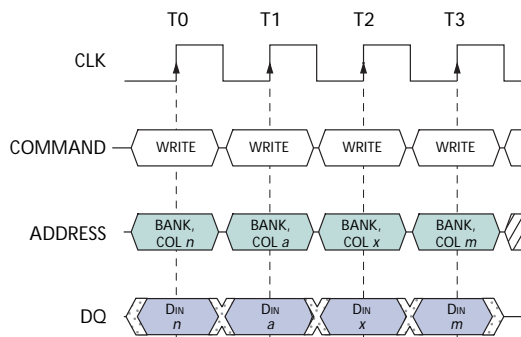 T0 T1 T2 T3
CLK
COMMAND WRITE WRITE WRITE WRITE
ADDRESS
BANK, BANK, BANK, BANK,
COL n COL a COL x COL m
DQ
DIN DIN DIN DIN
n a x m